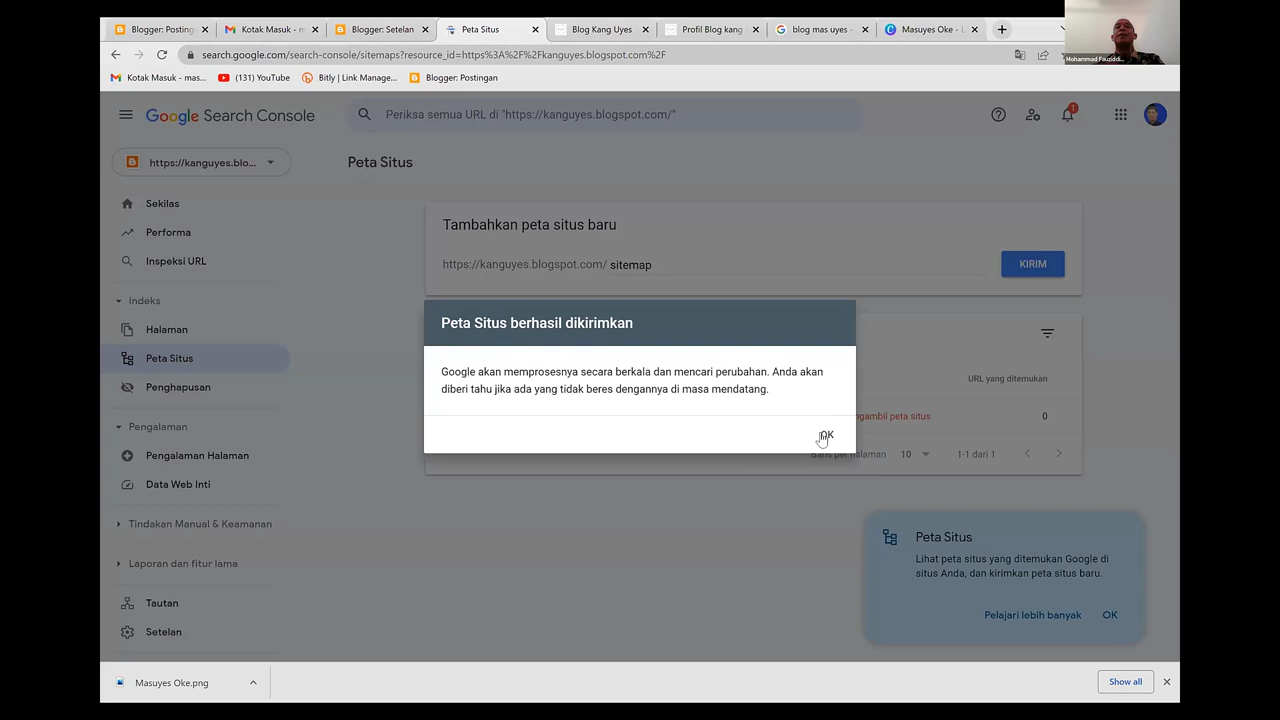 Blogger: Posting
Kotak Masuk - m
Blogger: Setelan
Peta Situs
Blog Kang Uyes
Profil Blog kang
blog mas uyes -
Masuyes Oke - 
search.google.com/search-console/sitemaps?resource_id=https%3A%2F%2Fkanguyes.blogspot.com%2F
Kotak Masuk - mas...
(131) YouTube
Bitly | Link Manage...
Blogger: Postingan
Google Search Console
Periksa semua URL di "https://kanguyes.blogspot.com/"
1
https://kanguyes.blo...
Peta Situs
Sekilas
Performa
Inspeksi URL
Indeks
Halaman
Peta Situs
Penghapusan
Pengalaman
Pengalaman Halaman
Data Web Inti
Tindakan Manual & Keamanan
Laporan dan fitur lama
Tautan
Setelan
Tambahkan peta situs baru
https://kanguyes.blogspot.com/ sitemap
KIRIM
Peta Situs berhasil dikirimkan
Google akan memprosesnya secara berkala dan mencari perubahan. Anda akan
diberi tahu jika ada yang tidak beres dengannya di masa mendatang.
OK
URL yang ditemukan
ngambil peta situs
0
Baris per halaman
10
1-1 dari 1
Peta Situs
Lihat peta situs yang ditemukan Google di
situs Anda, dan kirimkan peta situs baru.
Pelajari lebih banyak
OK
Masuyes Oke.png
Show all